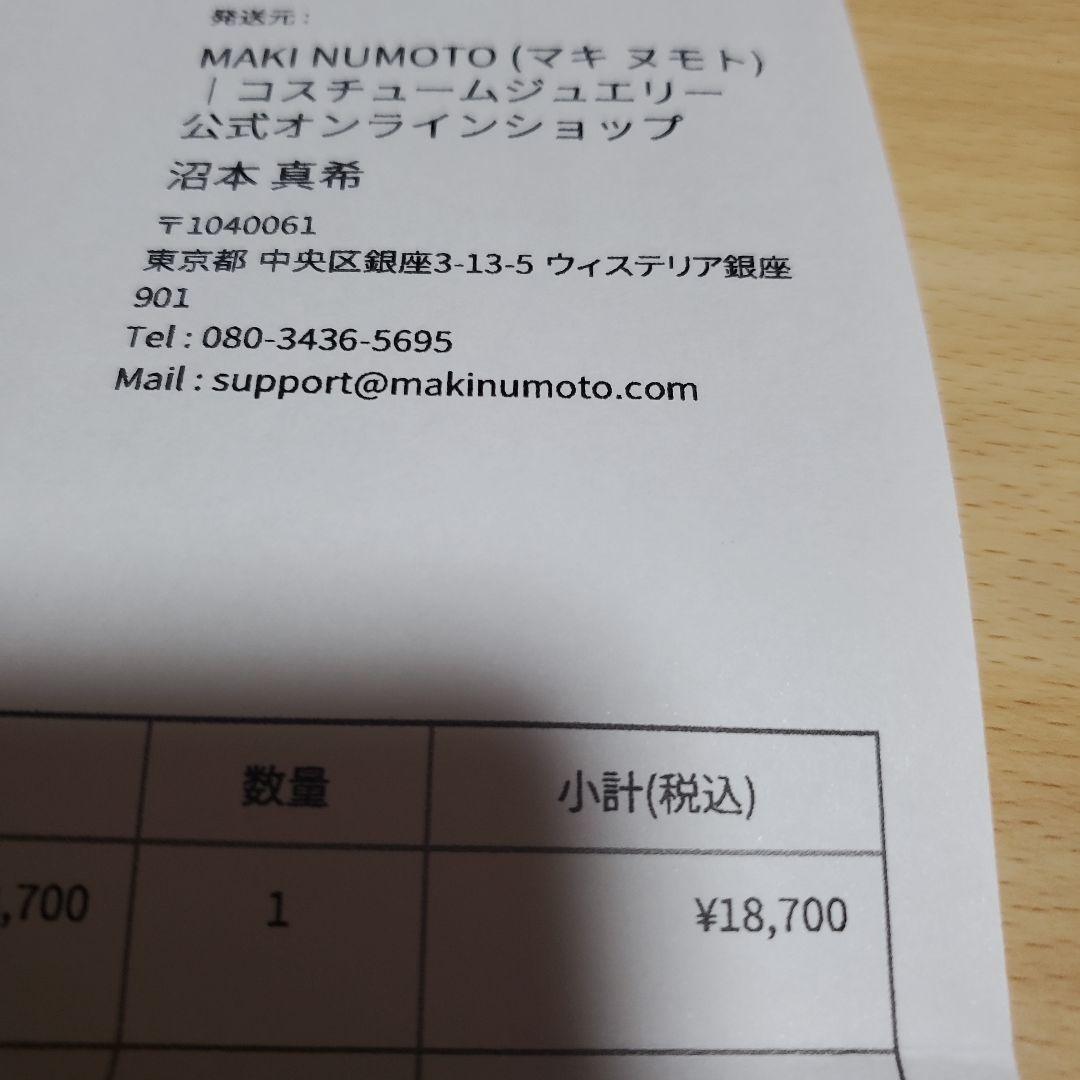 発送元：
MAKI NUMOTO (マキ ヌモト)
| コスチュームジュエリー
公式オンラインショップ
沼本 真希
〒1040061
東京都 中央区銀座3-13-5 ウィステリア銀座
901
Tel : 080-3436-5695
Mail : support@makinumoto.com
数量 小計(税込)
,700 1 ¥18,700